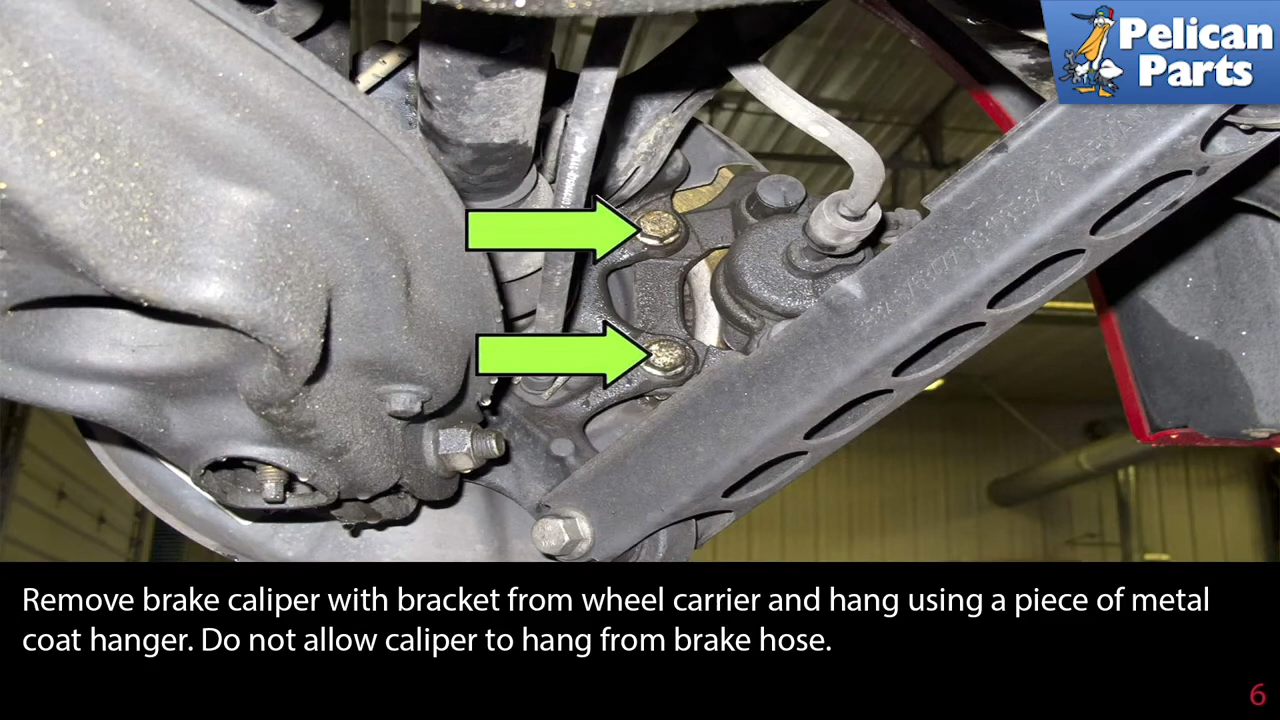 Pelican
Parts
Remove brake caliper with bracket from wheel carrier and hang using a piece of metal
coat hanger. Do not allow caliper to hang from brake hose.
6